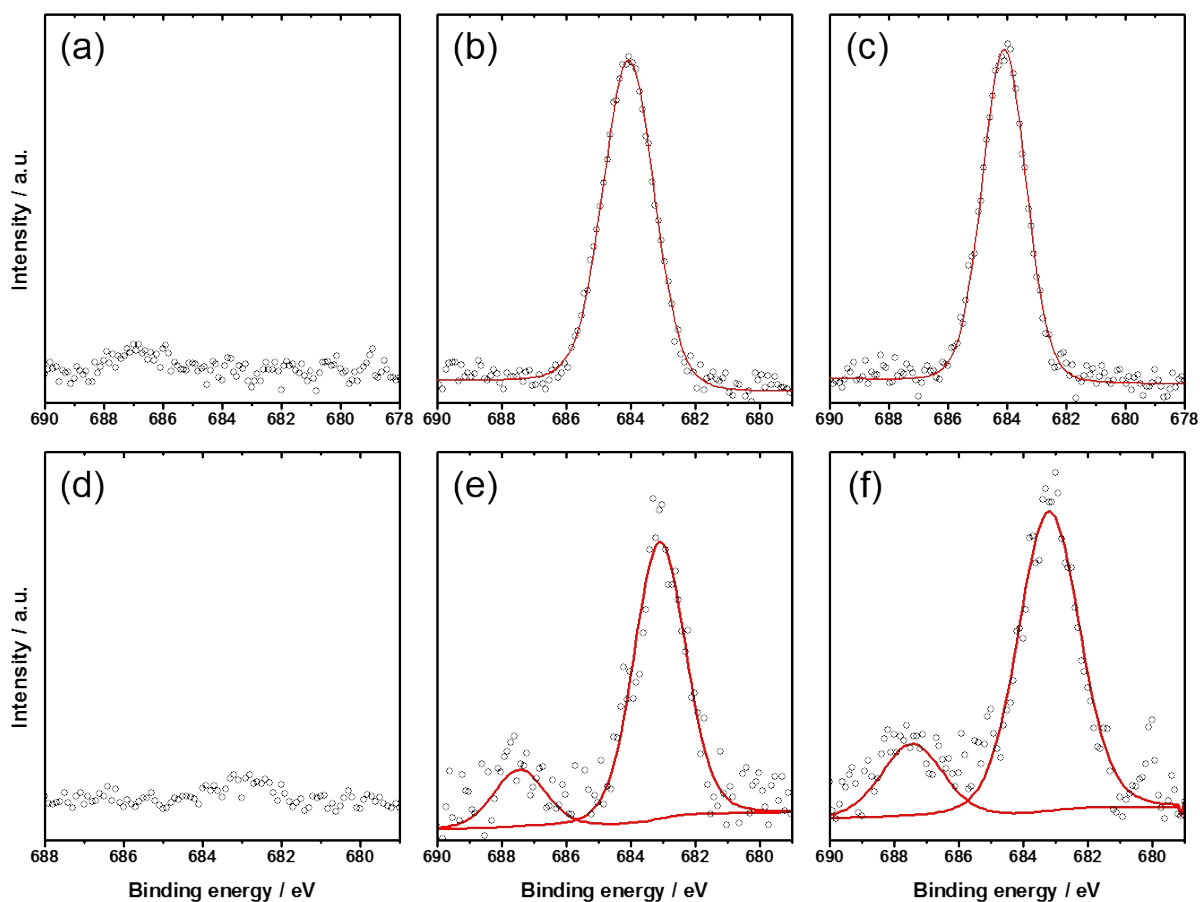 (a)
(b)
(c)
Intensity / a.u.
690 688 686 684 682 680 678
690 688 686 684 682 680
690 688 686 684 682 680 678
(d)
(e)
(f)
Intensity / a.u.
688 686 684 682 680
690 688 686 684 682 680
690 688 686 684 682 680
Binding energy / eV
Binding energy / eV
Binding energy / eV